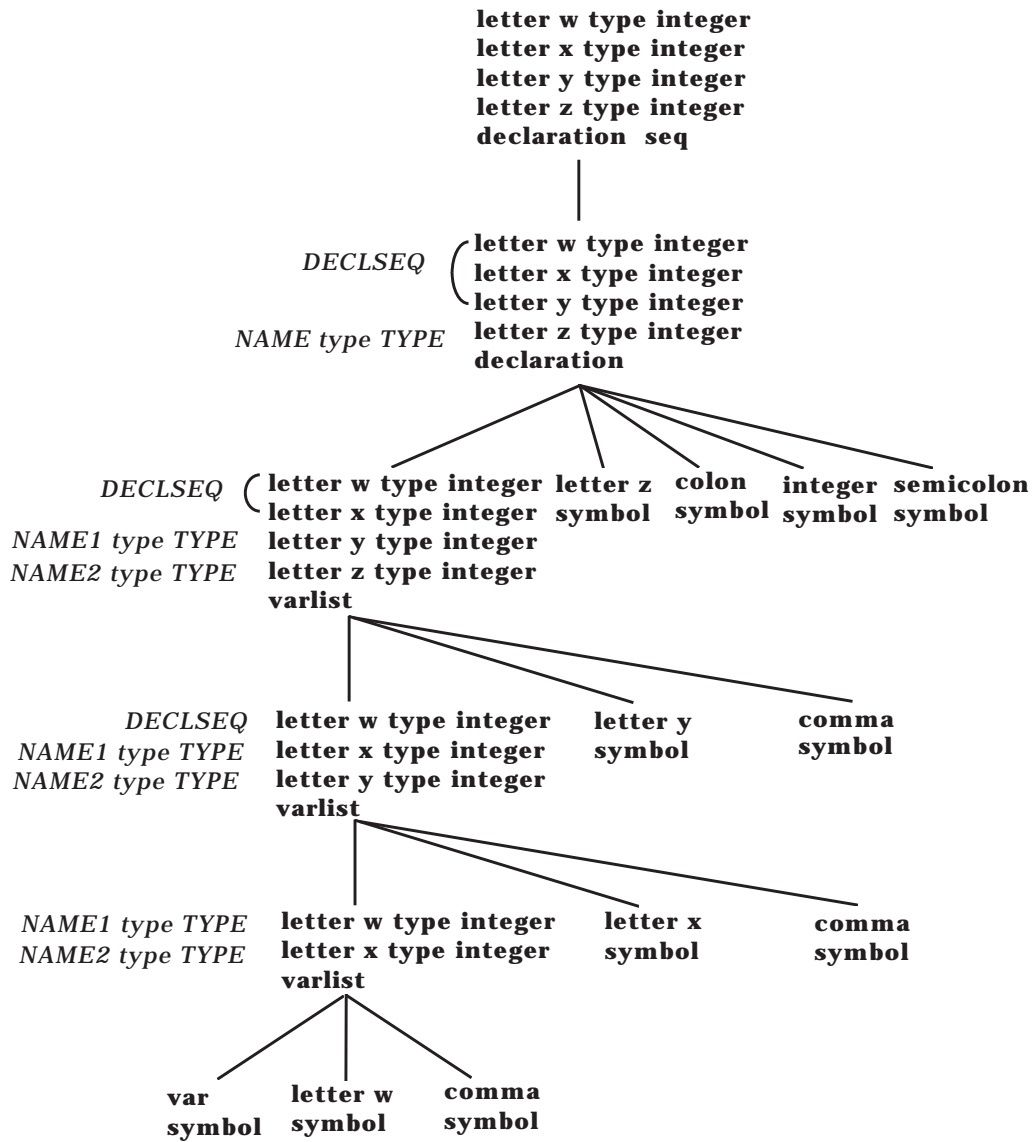 letter w type integer
letter x type integer
letter y type integer
letter z type integer
declaration seq
DECLSEQ
letter w type integer
letter x type integer
letter y type integer
NAME type TYPE
letter z type integer
declaration
DECLSEQ
letter w type integer
letter x type integer
NAME1 type TYPE
letter y type integer
NAME2 type TYPE
letter z type integer
varlist
letter z
symbol
colon
symbol
integer
symbol
semicolon
symbol
DECLSEQ
letter w type integer
NAME1 type TYPE
letter x type integer
NAME2 type TYPE
letter y type integer
varlist
letter y
symbol
comma
symbol
NAME1 type TYPE
letter w type integer
NAME2 type TYPE
letter x type integer
varlist
letter x
symbol
comma
symbol
var
symbol
letter w
symbol
comma
symbol